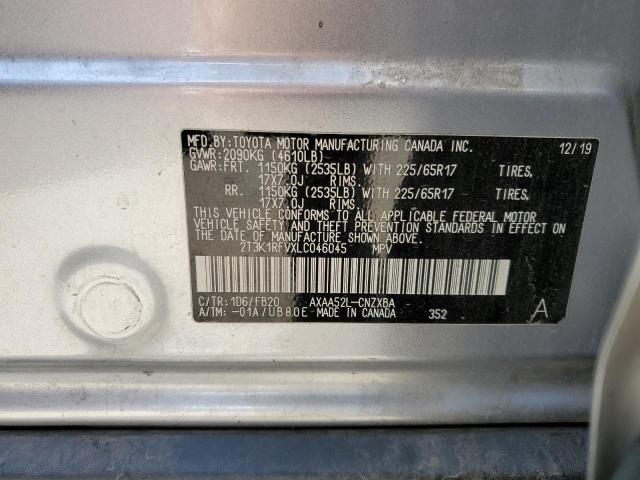 MFD.BY:TOYOTA MOTOR MANUFACTURING CANADA INC. 12/19
GVWR:2090KG (4610LB)
GAWR:FRT. 1150KG (2535LB) WITH 225/65R17 TIRES,
17X7.0J RIMS.
RR. 1150KG (2535LB) WITH 225/65R17 TIRES,
17X7.0J RIMS.
THIS VEHICLE CONFORMS TO ALL APPLICABLE FEDERAL MOTOR
VEHICLE SAFETY AND THEFT PREVENTION STANDARDS IN EFFECT ON
THE DATE OF MANUFACTURE SHOWN ABOVE.
2T3K1RFVXLC046045 MPV
C/TR:1D6/FB20 AXAA52L-CNZXBA
A/TM:-01A/UB80E MADE IN CANADA 352 A